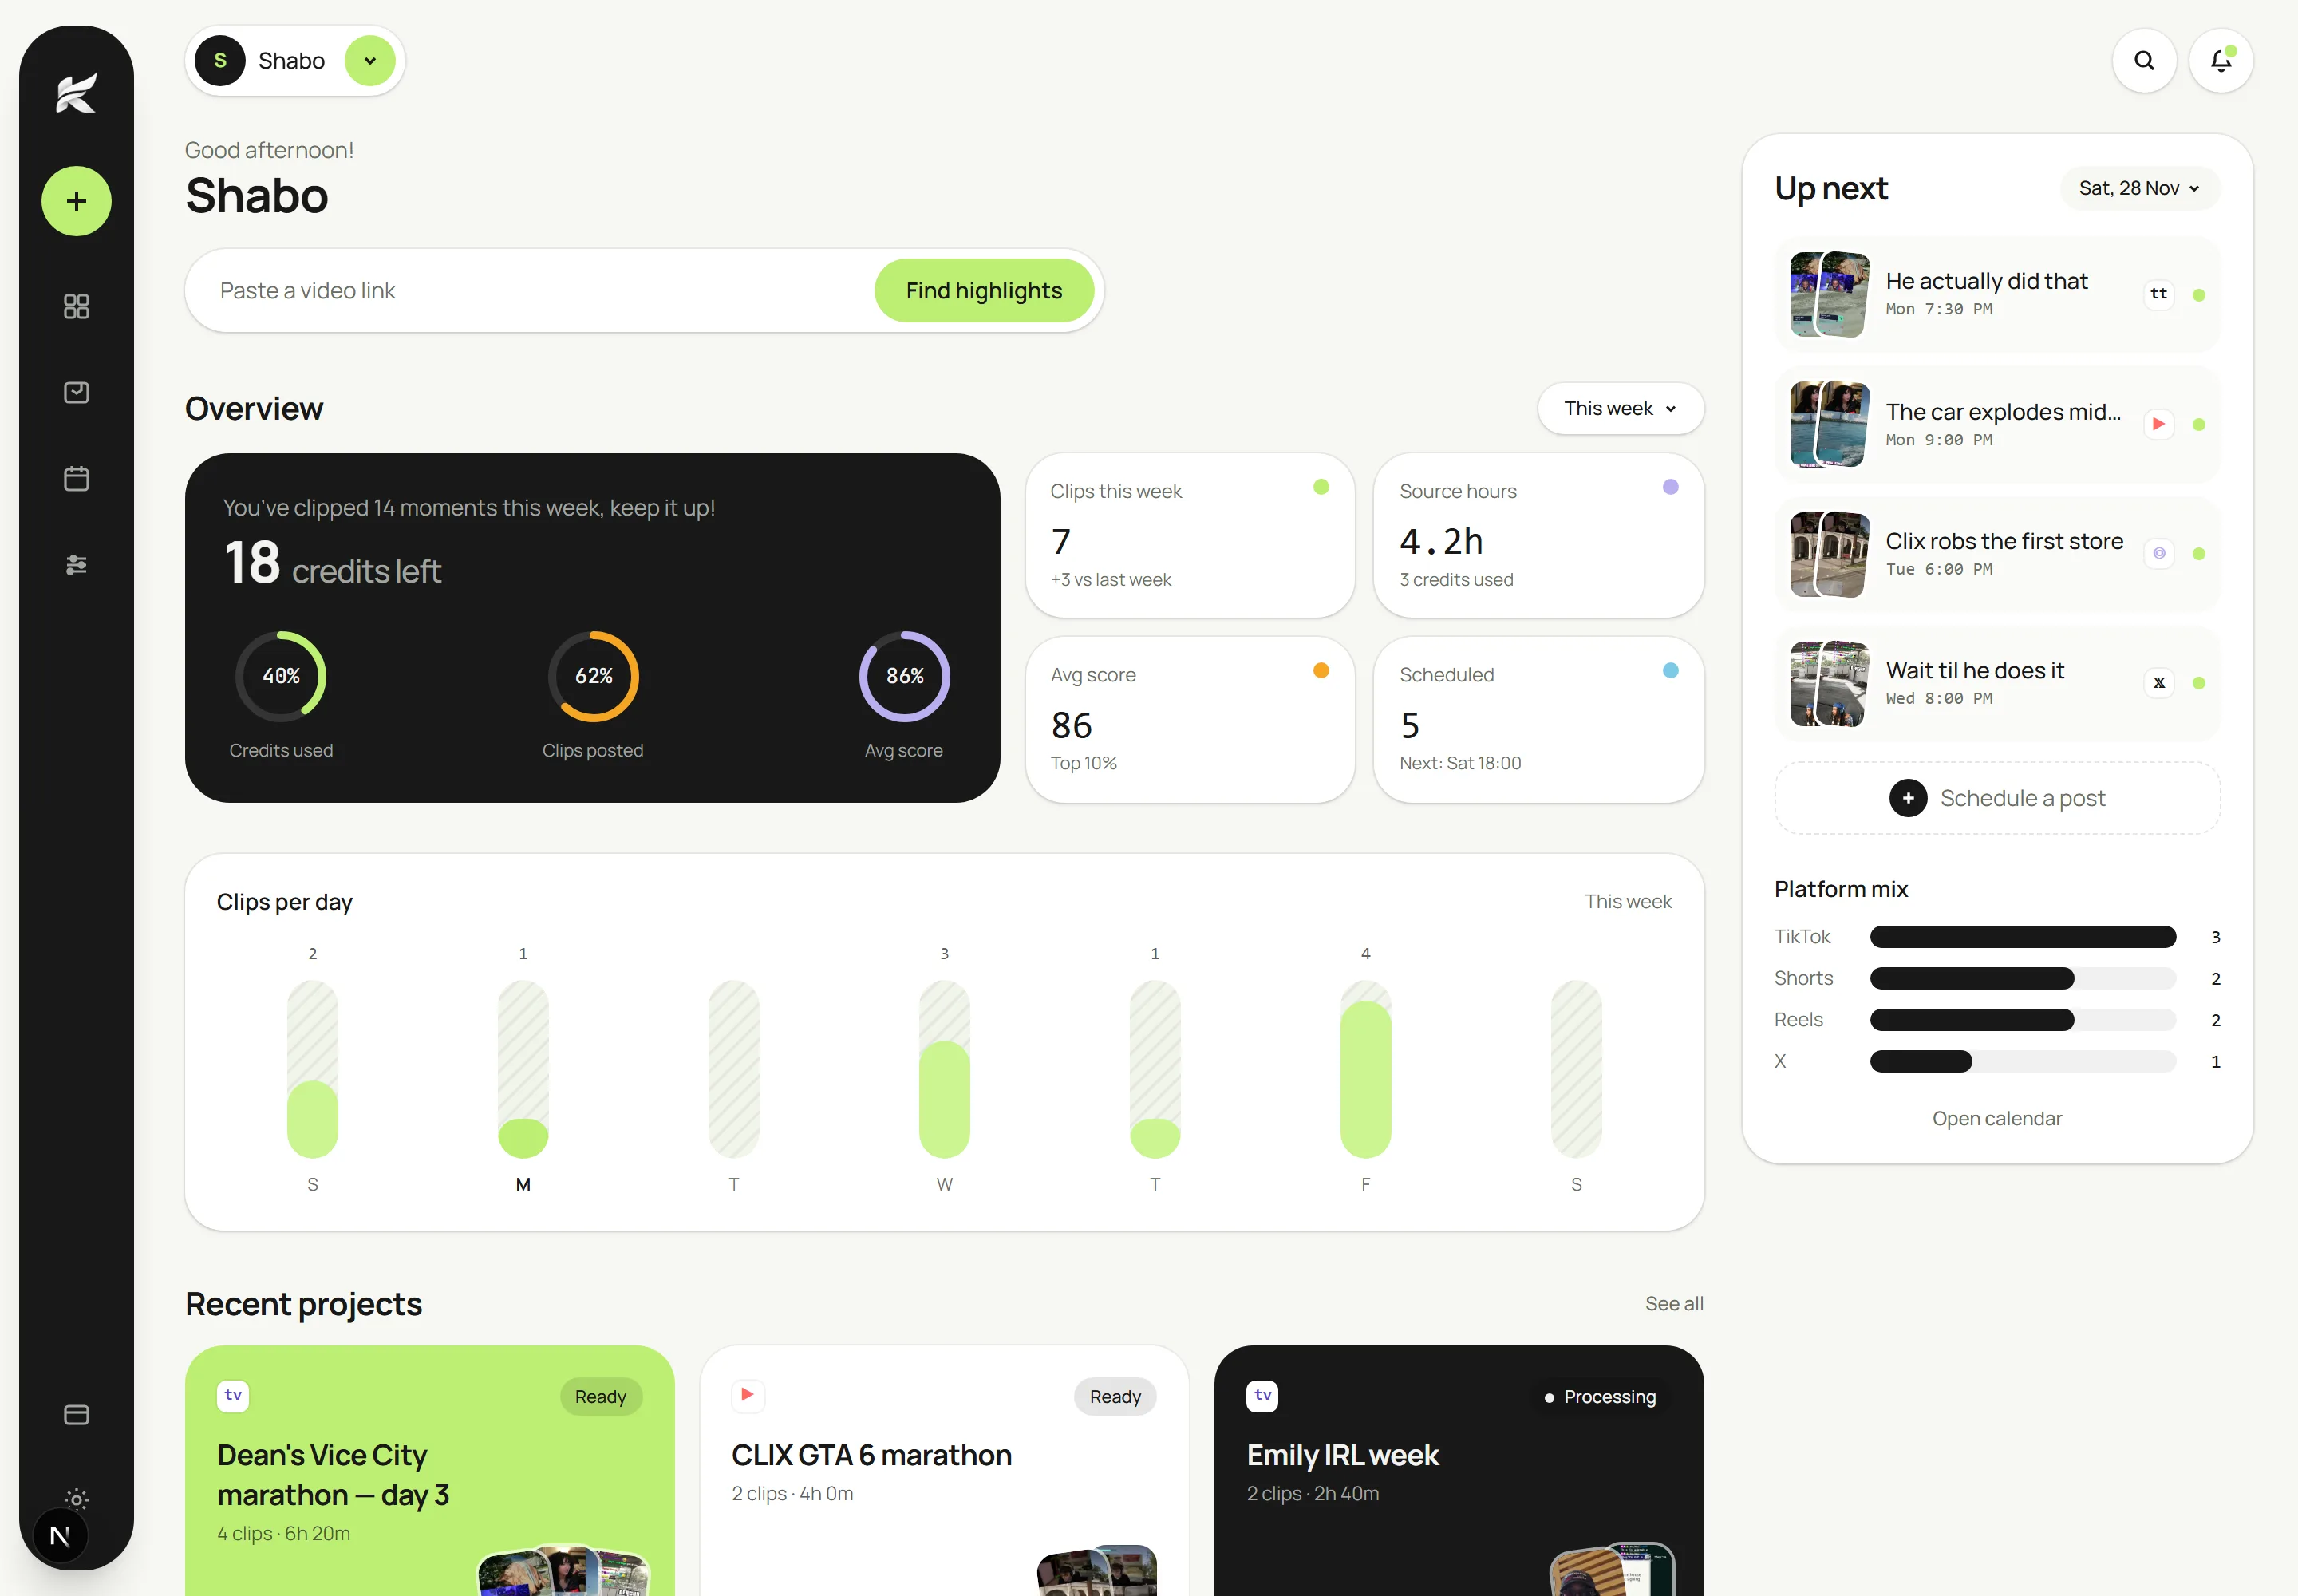 S Shabo
Good afternoon!
Shabo
Paste a video link
Find highlights
Overview
This week
You've clipped 14 moments this week, keep it up!
18 credits left
40%
Credits used
62%
Clips posted
86%
Avg score
Clips this week
7
+3 vs last week
Source hours
4.2h
3 credits used
Avg score
86
Top 10%
Scheduled
5
Next: Sat 18:00
Clips per day
This week
2 1 3 1 4
S M T W T F S
Recent projects
See all
tv
Ready
Dean's Vice City
marathon — day 3
4 clips · 6h 20m
Ready
CLIX GTA 6 marathon
2 clips · 4h 0m
tv
Processing
Emily IRL week
2 clips · 2h 40m
Up next
Sat, 28 Nov
He actually did that
Mon 7:30 PM
tt
The car explodes mid…
Mon 9:00 PM
Clix robs the first store
Tue 6:00 PM
Wait til he does it
Wed 8:00 PM
X
+ Schedule a post
Platform mix
TikTok 3
Shorts 2
Reels 2
X 1
Open calendar
N